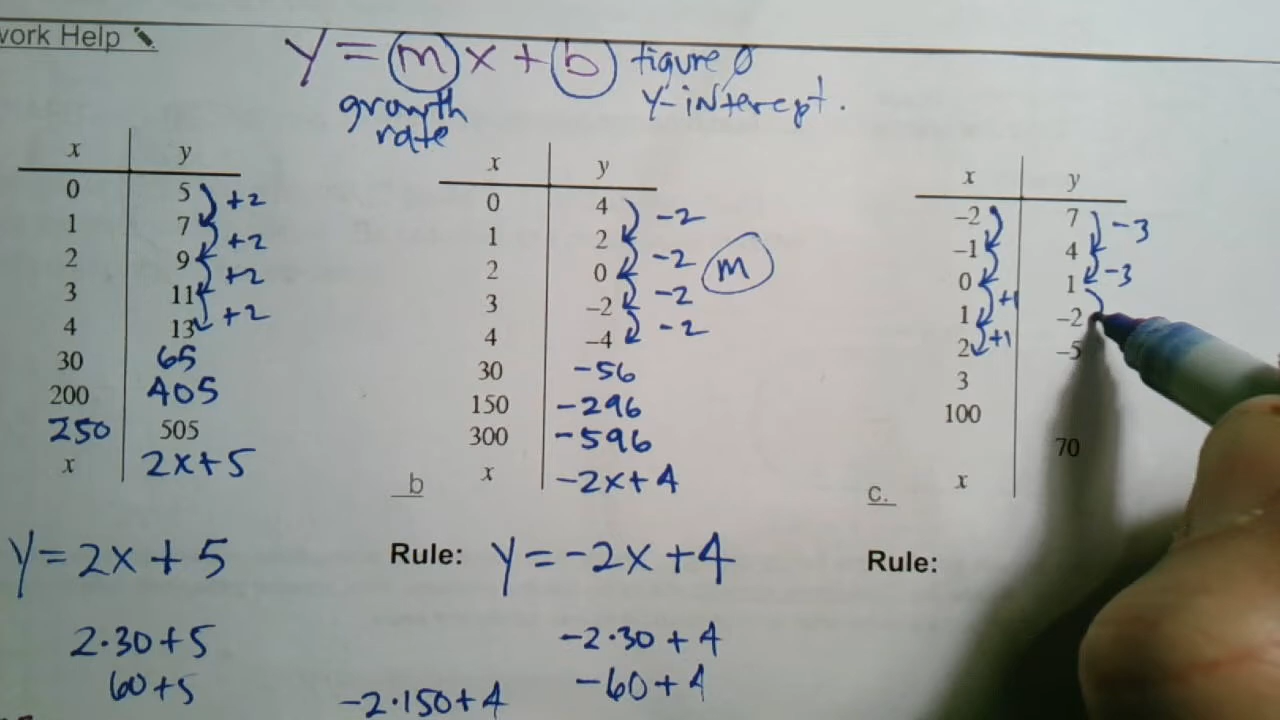 work Help
y = mx + b figure 0
growth rate
y-intercept.
x y
0 5 +2
1 7 +2
2 9 +2
3 11 +2
4 13
30 65
200 405
250 505
x 2x+5
y = 2x + 5
2·30+5
60+5
x y
0 4 -2
1 2 -2
2 0 -2 m
3 -2 -2
4 -4
30 -56
150 -296
300 -596
x -2x+4
b
Rule: y = -2x + 4
-2·30 + 4
-60 + 4
-2·150 + 4
x y
-2 7 -3
-1 4 -3
0 1
+1
1 -2
+1
2 -5
3
100
70
x
c.
Rule: